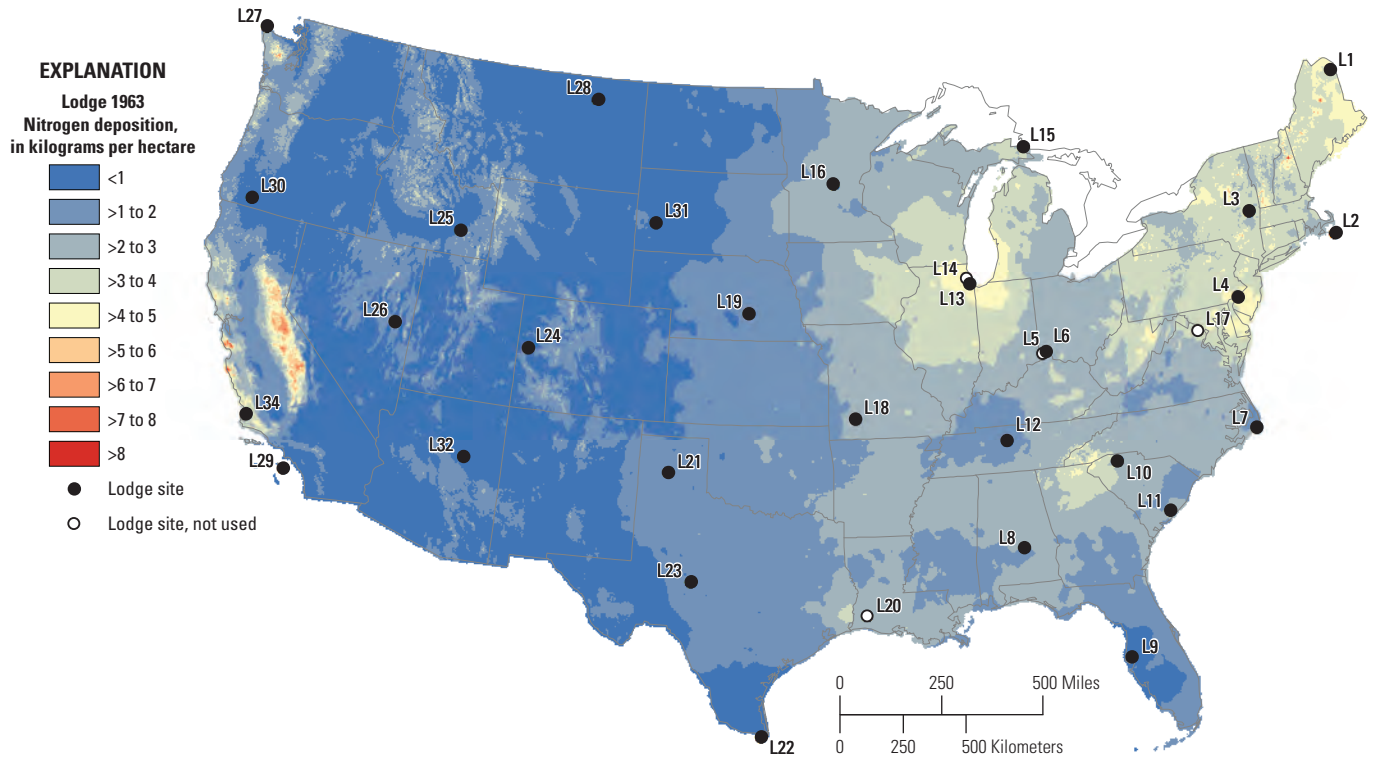 EXPLANATION
Lodge 1963
Nitrogen deposition,
in kilograms per hectare
<1
>1 to 2
>2 to 3
>3 to 4
>4 to 5
>5 to 6
>6 to 7
>7 to 8
>8
Lodge site
Lodge site, not used
L27
L28
L1
L15
L16
L30
L25
L31
L3
L2
L14
L13
L4
L17
L26
L19
L24
L5
L6
L34
L18
L12
L7
L29
L32
L21
L10
L11
L8
L23
L20
L9
L22
0 250 500 Miles
0 250 500 Kilometers